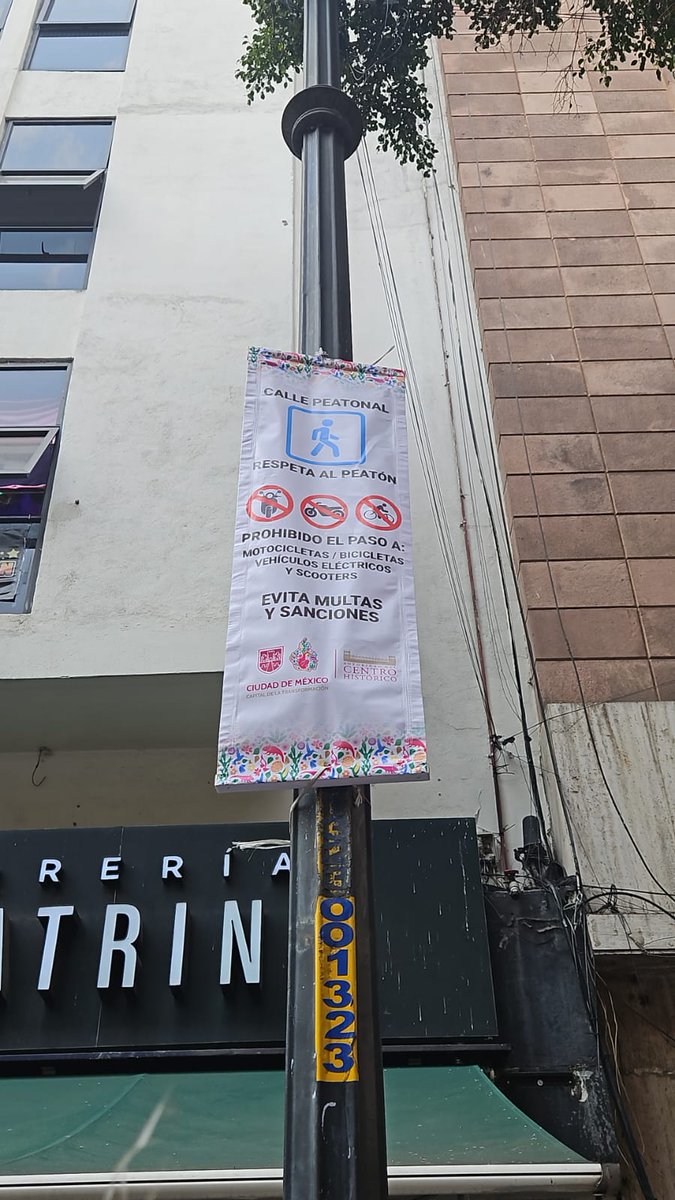 CALLE PEATONAL
RESPETA AL PEATÓN
PROHIBIDO EL PASO A:
MOTOCICLETAS / BICICLETAS
VEHÍCULOS ELÉCTRICOS
Y SCOOTERS
EVITA MULTAS
Y SANCIONES
CIUDAD DE MÉXICO
CAPITAL DE LA TRANSFORMACIÓN
CENTRO
HISTÓRICO
RERÍA
TRIN
001323